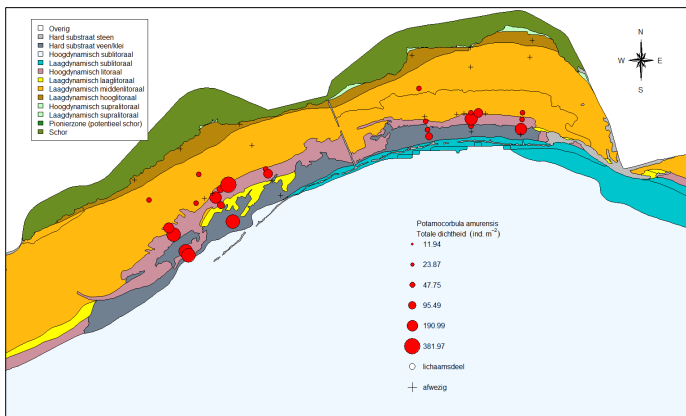 Overig
Hard substraat steen
Hard substraat veen/klei
Hoogdynamisch sublitoraal
Laagdynamisch sublitoraal
Hoogdynamisch litoraal
Laagdynamisch laaglitoraal
Laagdynamisch middenlitoraal
Laagdynamisch hooglitoraal
Hoogdynamisch supralitoraal
Laagdynamisch supralitoraal
Pionierzone (potentieel schor)
Schor
N
W E
S
Potamocorbula amurensis
Totale dichtheid (ind. m⁻²)
11.94
23.87
47.75
95.49
190.99
381.97
lichaamsdeel
afwezig